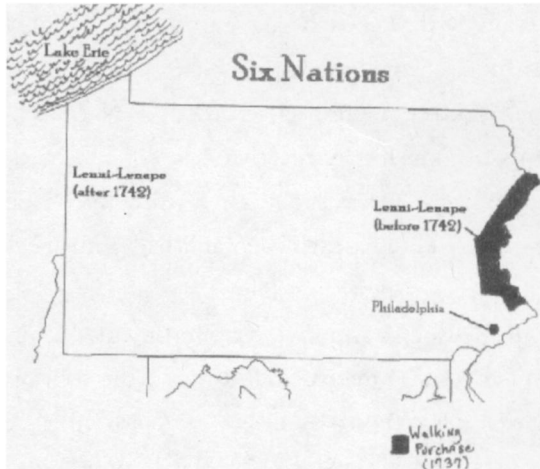 Lake Erie
Six Nations
Lenni-Lenape
(after 1742)
Lenni-Lenape
(before 1742)
Philadelphia
Walking
Purchase
(1737)